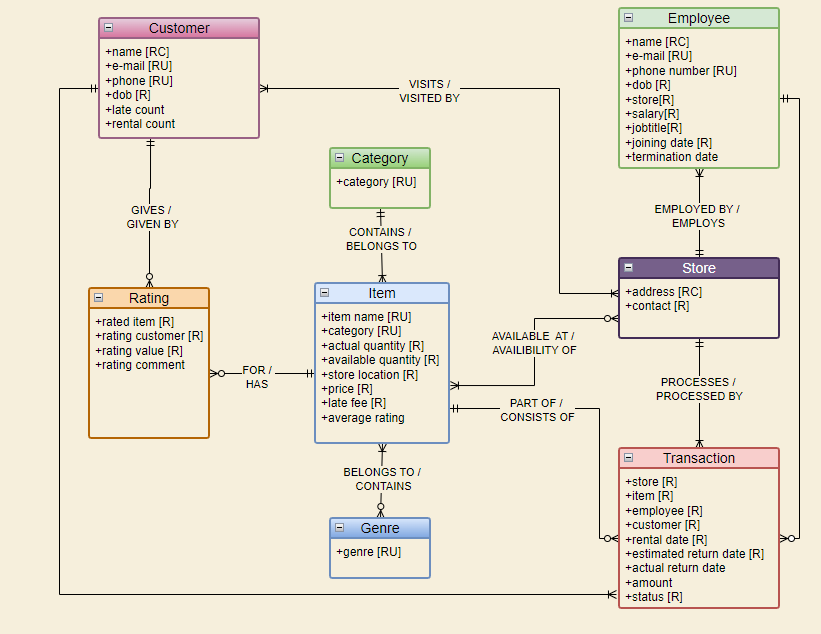 Customer
+name [RC]
+e-mail [RU]
+phone [RU]
+dob [R]
+late count
+rental count
VISITS /
VISITED BY
Employee
+name [RC]
+e-mail [RU]
+phone number [RU]
+dob [R]
+store[R]
+salary[R]
+jobtitle[R]
+joining date [R]
+termination date
Category
+category [RU]
GIVES /
GIVEN BY
CONTAINS /
BELONGS TO
EMPLOYED BY /
EMPLOYS
Store
+address [RC]
+contact [R]
Rating
+rated item [R]
+rating customer [R]
+rating value [R]
+rating comment
FOR /
HAS
Item
+item name [RU]
+category [RU]
+actual quantity [R]
+available quantity [R]
+store location [R]
+price [R]
+late fee [R]
+average rating
AVAILABLE AT /
AVAILIBILITY OF
PART OF /
CONSISTS OF
PROCESSES /
PROCESSED BY
BELONGS TO /
CONTAINS
Genre
+genre [RU]
Transaction
+store [R]
+item [R]
+employee [R]
+customer [R]
+rental date [R]
+estimated return date [R]
+actual return date
+amount
+status [R]